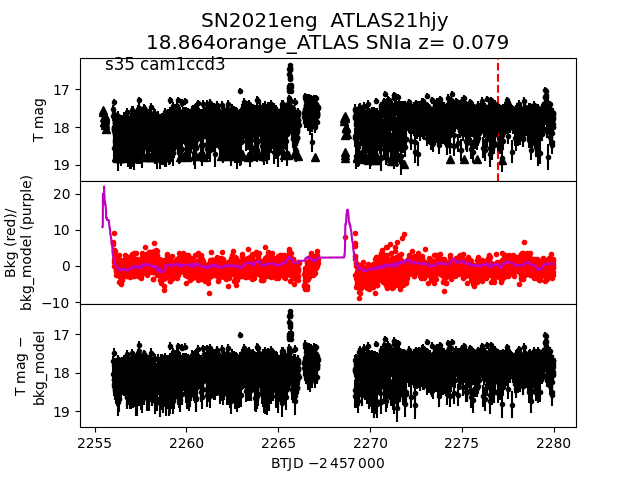 SN2021eng  ATLAS21hjy
18.864orange_ATLAS SNIa z= 0.079
s35 cam1ccd3
T mag
17
18
19
Bkg (red)/
bkg_model (purple)
20
10
0
−10
T mag −
bkg_model
17
18
19
2255
2260
2265
2270
2275
2280
BTJD −2 457 000